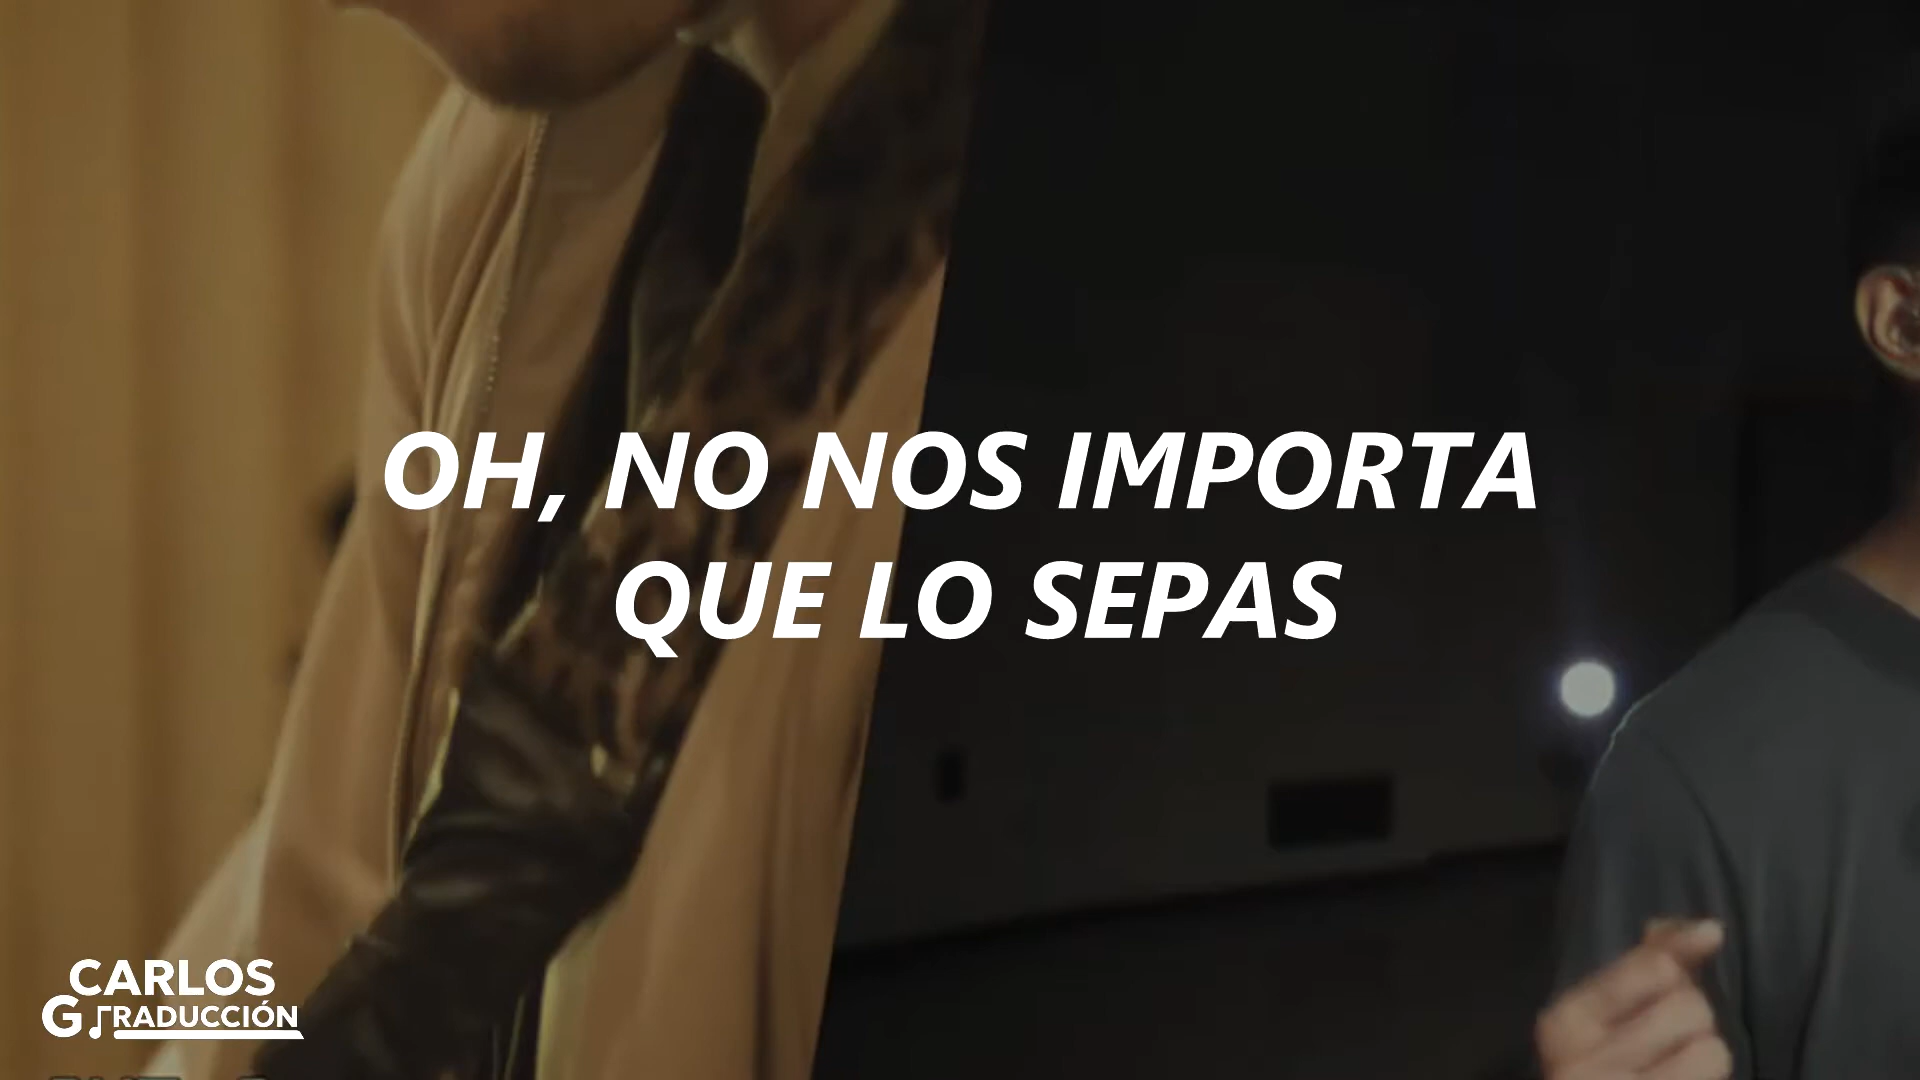 OH, NO NOS IMPORTA
QUE LO SEPAS
CARLOS
G TRADUCCIÓN